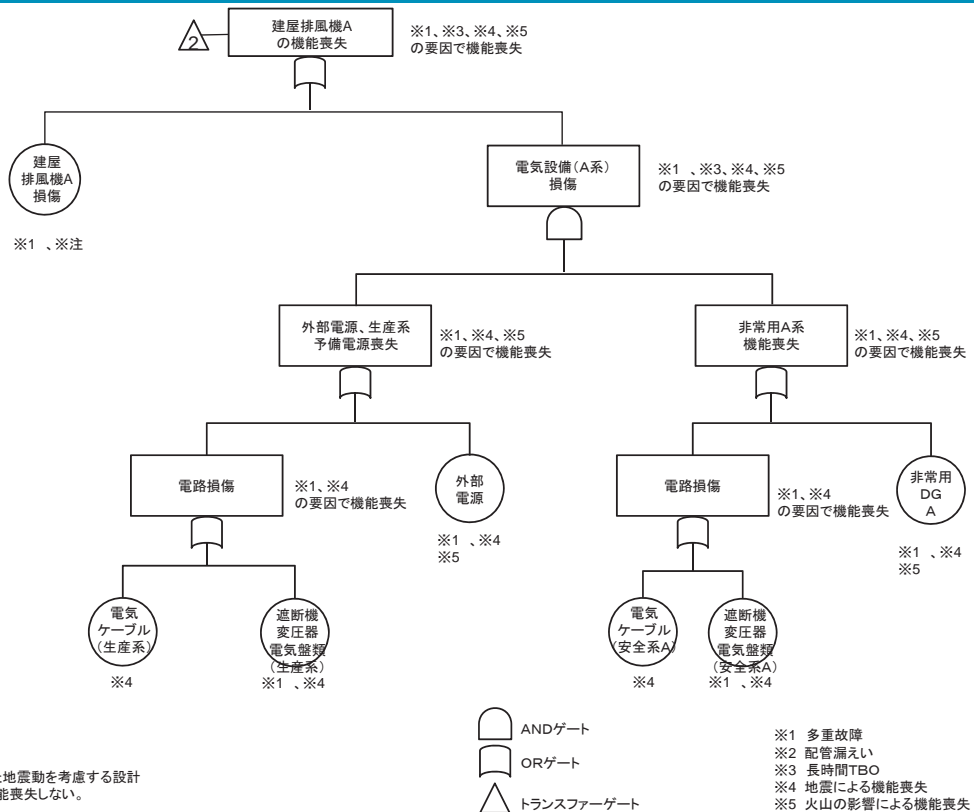 2
建屋排風機A
の機能喪失
※1、※3、※4、※5
の要因で機能喪失
建屋
排風機A
損傷
※1 、※注
電気設備(A系)
損傷
※1 、※3、※4、※5
の要因で機能喪失
外部電源、生産系
予備電源喪失
※1、※4、※5
の要因で機能喪失
非常用A系
機能喪失
※1、※4、※5
の要因で機能喪失
電路損傷
※1、※4
の要因で機能喪失
外部
電源
※1 、※4
※5
電路損傷
※1、※4
の要因で機能喪失
非常用
DG
A
※1 、※4
※5
電気
ケーブル
(生産系)
※4
遮断機
変圧器
電気盤類
(生産系)
※1 、※4
電気
ケーブル
(安全系A)
※4
遮断機
変圧器
電気盤類
(安全系A)
※1 、※4
地震動を考慮する設計
能喪失しない。
ANDゲート
ORゲート
トランスファーゲート
※1 多重故障
※2 配管漏えい
※3 長時間TBO
※4 地震による機能喪失
※5 火山の影響による機能喪失